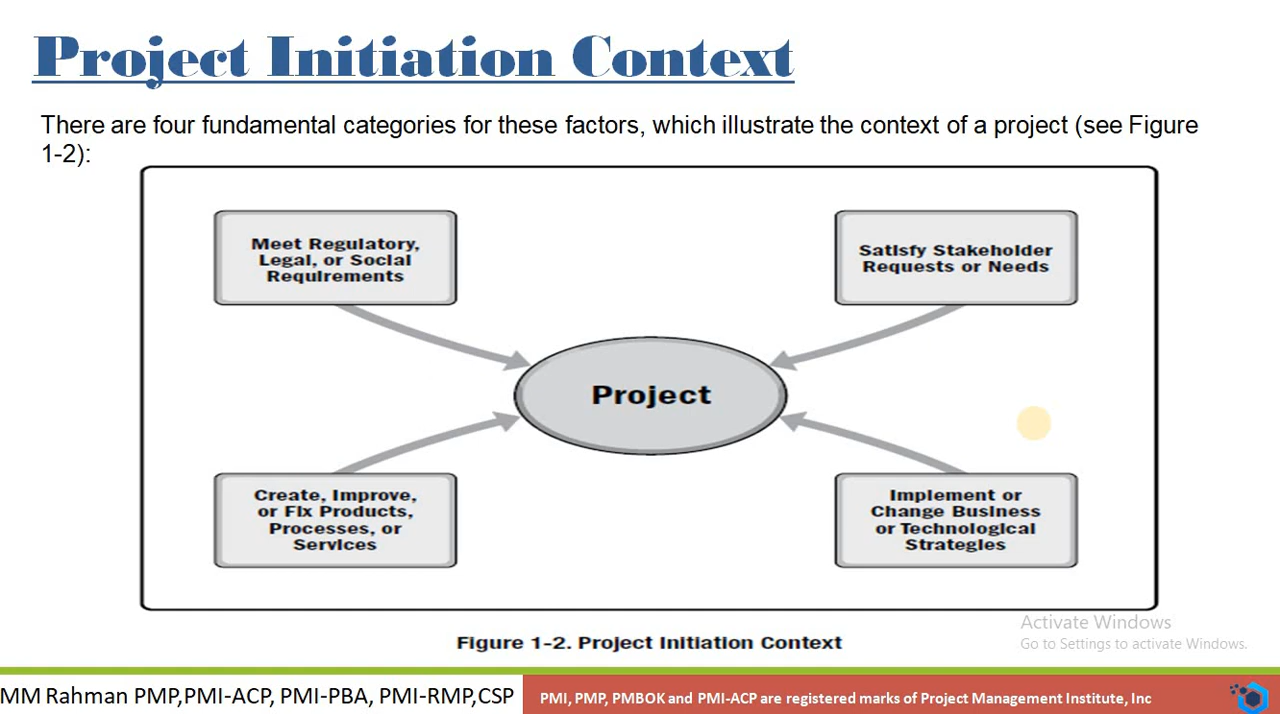 Project Initiation Context
There are four fundamental categories for these factors, which illustrate the context of a project (see Figure
1-2):
Meet Regulatory,
Legal, or Social
Requirements
Satisfy Stakeholder
Requests or Needs
Project
Create, Improve,
or Fix Products,
Processes, or
Services
Implement or
Change Business
or Technological
Strategies
Figure 1-2. Project Initiation Context
Activate Windows
Go to Settings to activate Windows.
MM Rahman PMP,PMI-ACP, PMI-PBA, PMI-RMP,CSP
PMI, PMP, PMBOK and PMI-ACP are registered marks of Project Management Institute, Inc